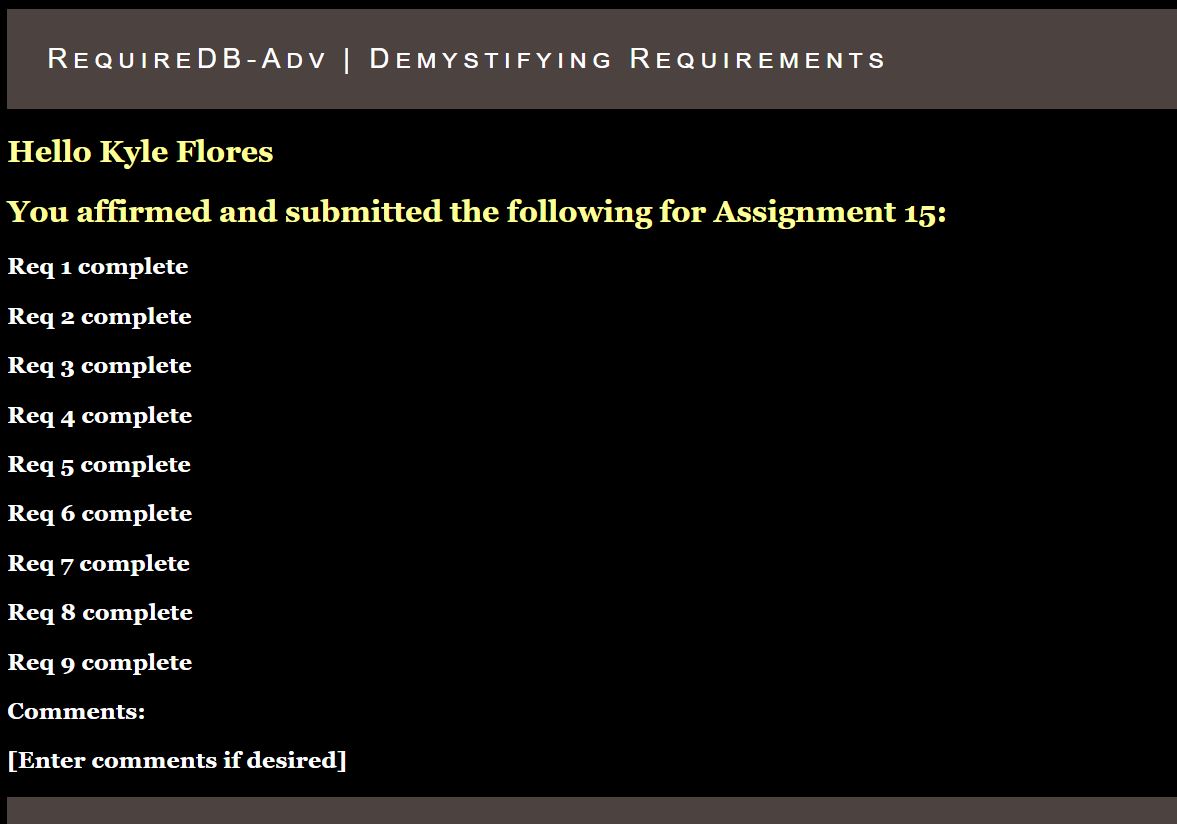 RequireDB-Adv | Demystifying Requirements
Hello Kyle Flores
You affirmed and submitted the following for Assignment 15:
Req 1 complete
Req 2 complete
Req 3 complete
Req 4 complete
Req 5 complete
Req 6 complete
Req 7 complete
Req 8 complete
Req 9 complete
Comments:
[Enter comments if desired]